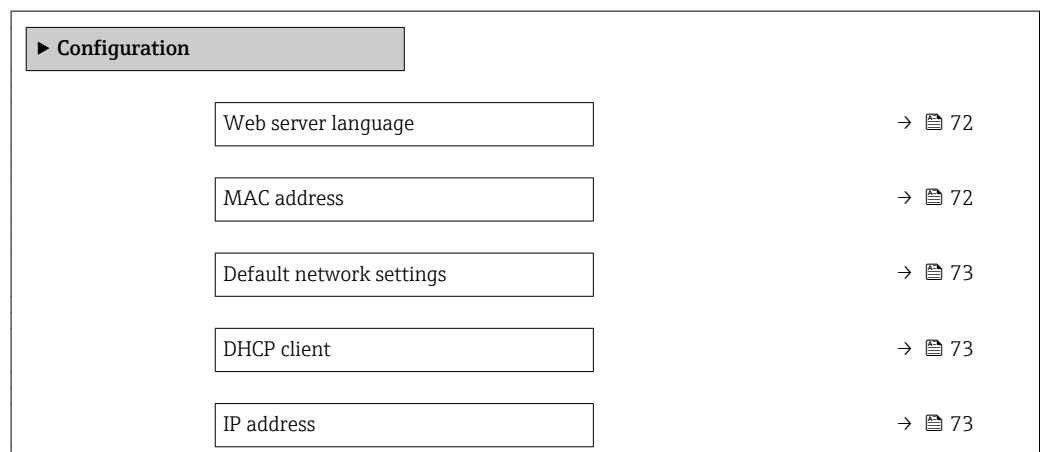 ▶ Configuration
Web server language → 🖺 72
MAC address → 🖺 72
Default network settings → 🖺 73
DHCP client → 🖺 73
IP address → 🖺 73